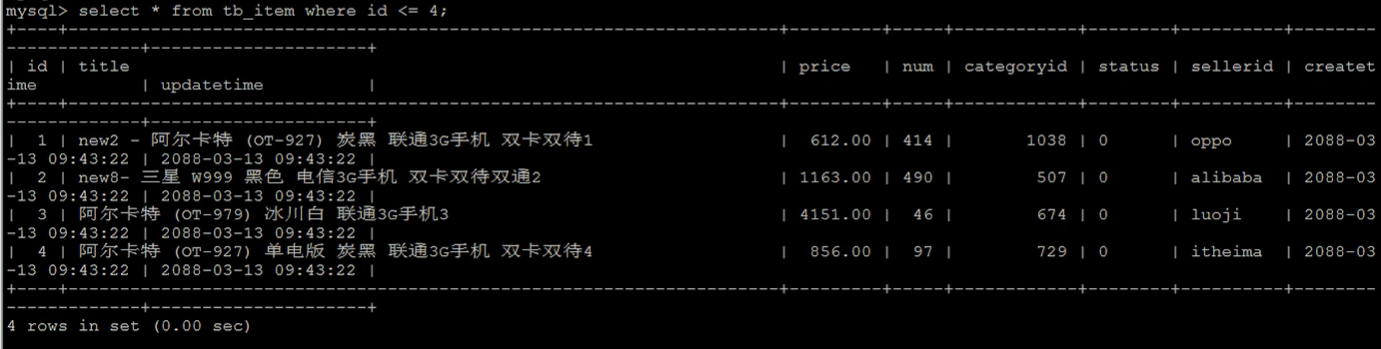 mysql> select * from tb_item where id <= 4;
+----+------------------------------------------------------------------------------+---------+-----+------------+--------+----------+---------
------------+---------------------+
| id | title                                                                        | price   | num | categoryid | status | sellerid | createt
ime         | updatetime          |
+----+------------------------------------------------------------------------------+---------+-----+------------+--------+----------+---------
------------+---------------------+
|  1 | new2 - 阿尔卡特 (OT-927) 炭黑 联通3G手机 双卡双待1 |  612.00 | 414 |       1038 | 0      | oppo     | 2088-03
-13 09:43:22 | 2088-03-13 09:43:22 |
|  2 | new8- 三星 W999 黑色 电信3G手机 双卡双待双通2 | 1163.00 | 490 |        507 | 0      | alibaba  | 2088-03
-13 09:43:22 | 2088-03-13 09:43:22 |
|  3 | 阿尔卡特 (OT-979) 冰川白 联通3G手机3 | 4151.00 |  46 |        674 | 0      | luoji    | 2088-03
-13 09:43:22 | 2088-03-13 09:43:22 |
|  4 | 阿尔卡特 (OT-927) 单电版 炭黑 联通3G手机 双卡双待4 |  856.00 |  97 |        729 | 0      | itheima  | 2088-03
-13 09:43:22 | 2088-03-13 09:43:22 |
+----+------------------------------------------------------------------------------+---------+-----+------------+--------+----------+---------
------------+---------------------+
4 rows in set (0.00 sec)